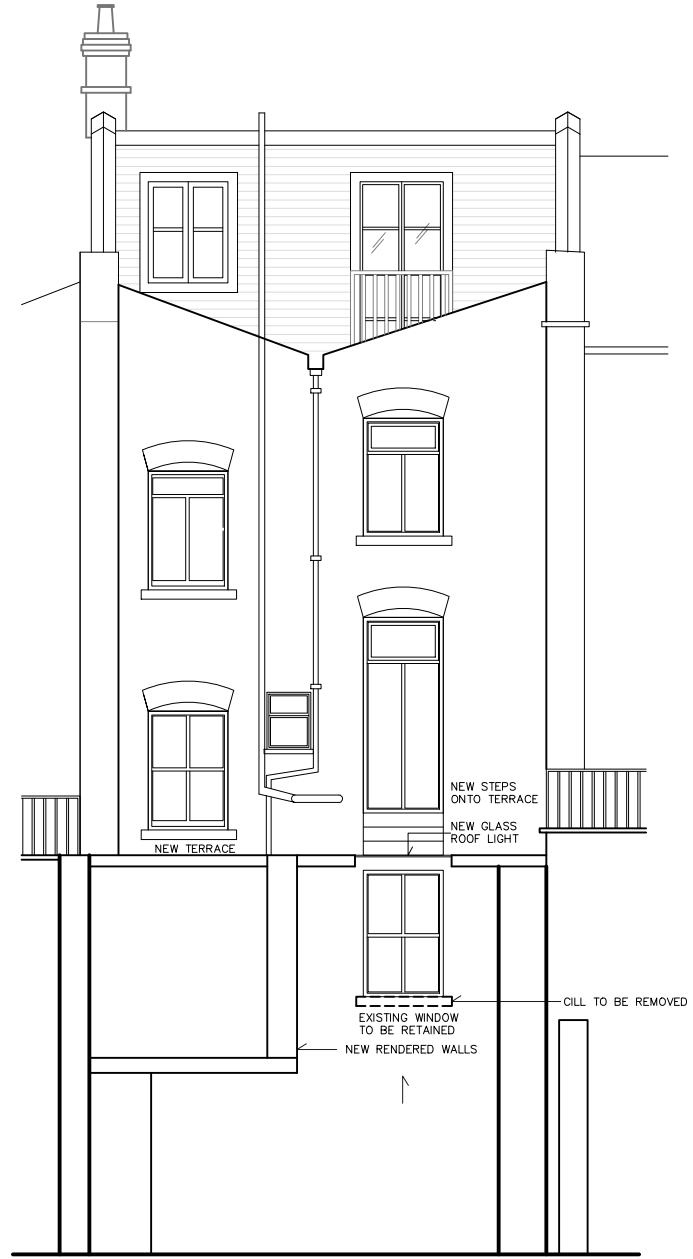 NEW STEPS
ONTO TERRACE
NEW GLASS
ROOF LIGHT
NEW TERRACE
CILL TO BE REMOVED
EXISTING WINDOW
TO BE RETAINED
NEW RENDERED WALLS